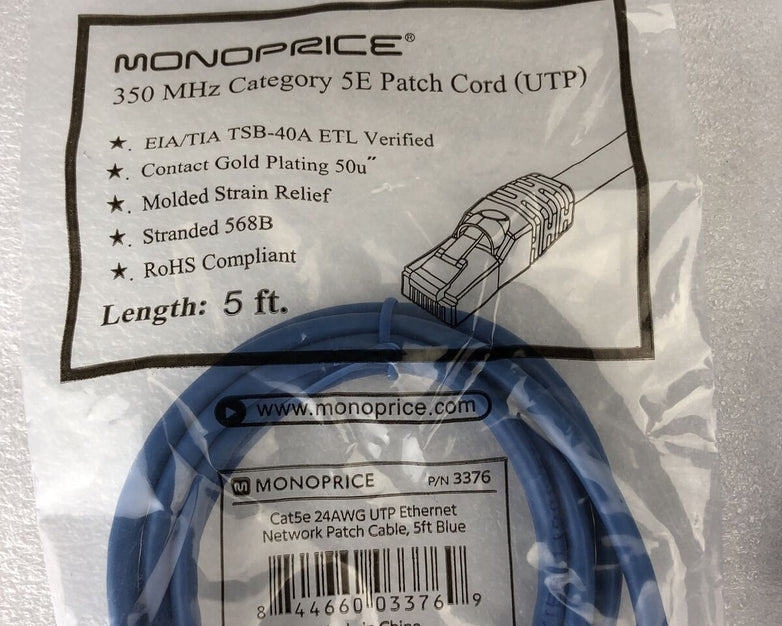 MONOPRICE®
350 MHz Category 5E Patch Cord (UTP)
★. EIA/TIA TSB-40A ETL Verified
★. Contact Gold Plating 50u"
★. Molded Strain Relief
★. Stranded 568B
★. RoHS Compliant
Length: 5 ft.
www.monoprice.com
MONOPRICE P/N 3376
Cat5e 24AWG UTP Ethernet
Network Patch Cable, 5ft Blue
8 44660 03376 9